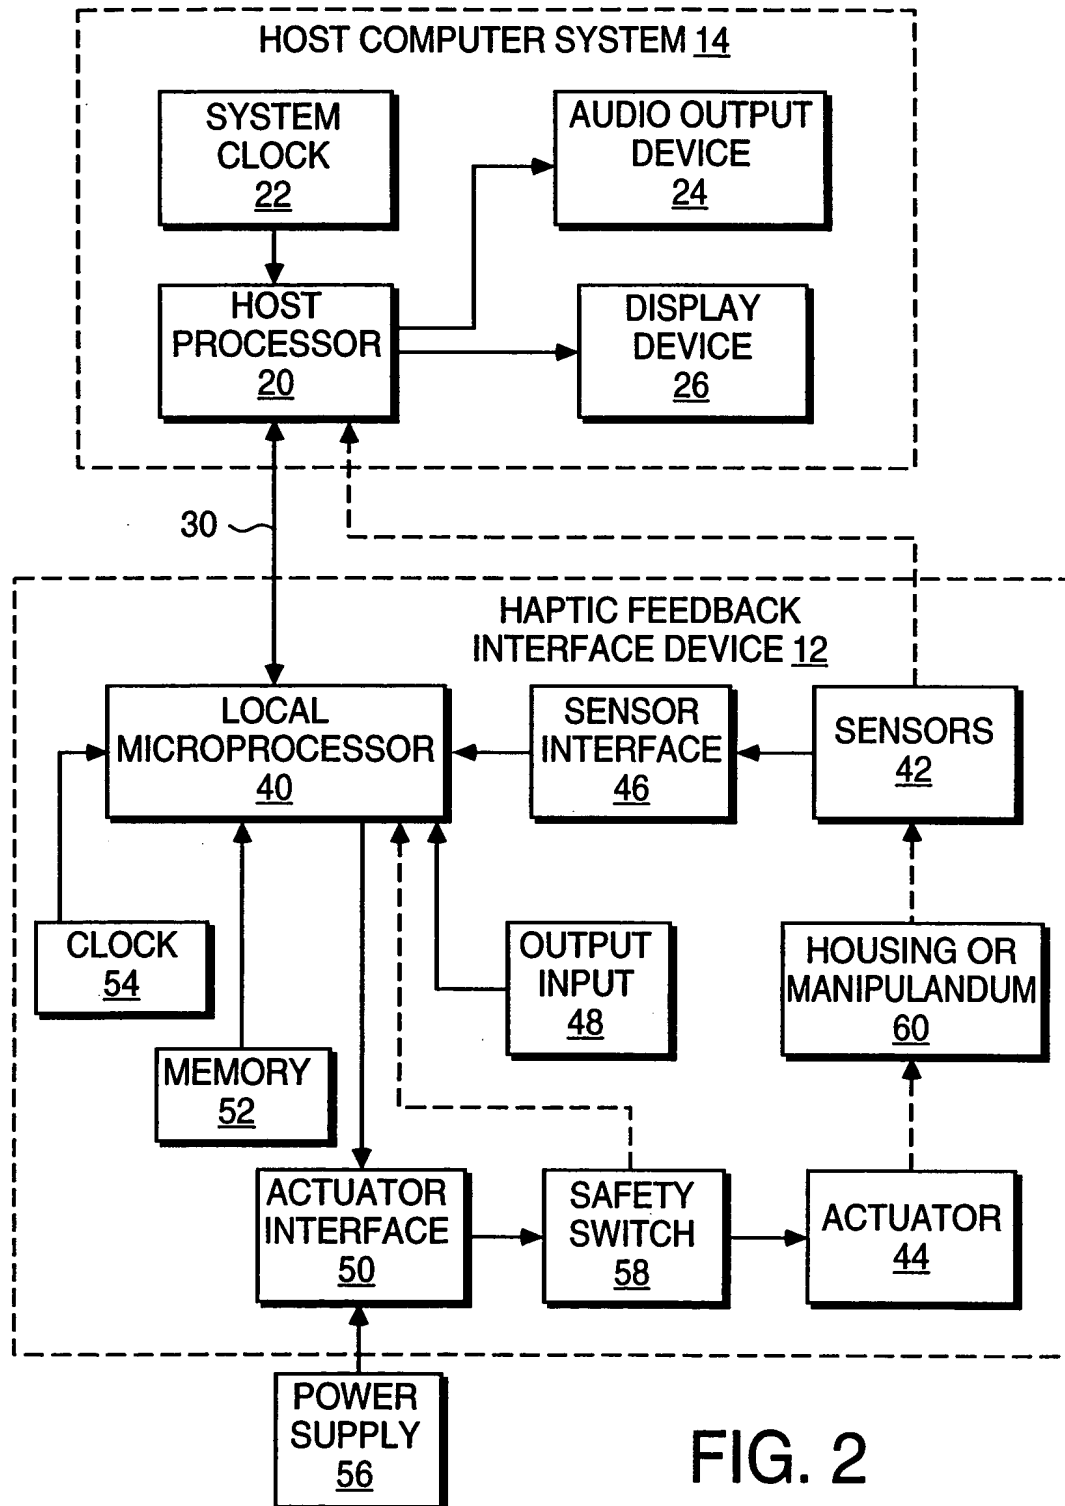 HOST COMPUTER SYSTEM 14
SYSTEM
CLOCK
22
AUDIO OUTPUT
DEVICE
24
HOST
PROCESSOR
20
DISPLAY
DEVICE
26
30
HAPTIC FEEDBACK
INTERFACE DEVICE 12
LOCAL
MICROPROCESSOR
40
SENSOR
INTERFACE
46
SENSORS
42
CLOCK
54
OUTPUT
INPUT
48
HOUSING OR
MANIPULANDUM
60
MEMORY
52
ACTUATOR
INTERFACE
50
SAFETY
SWITCH
58
ACTUATOR
44
POWER
SUPPLY
56
FIG. 2